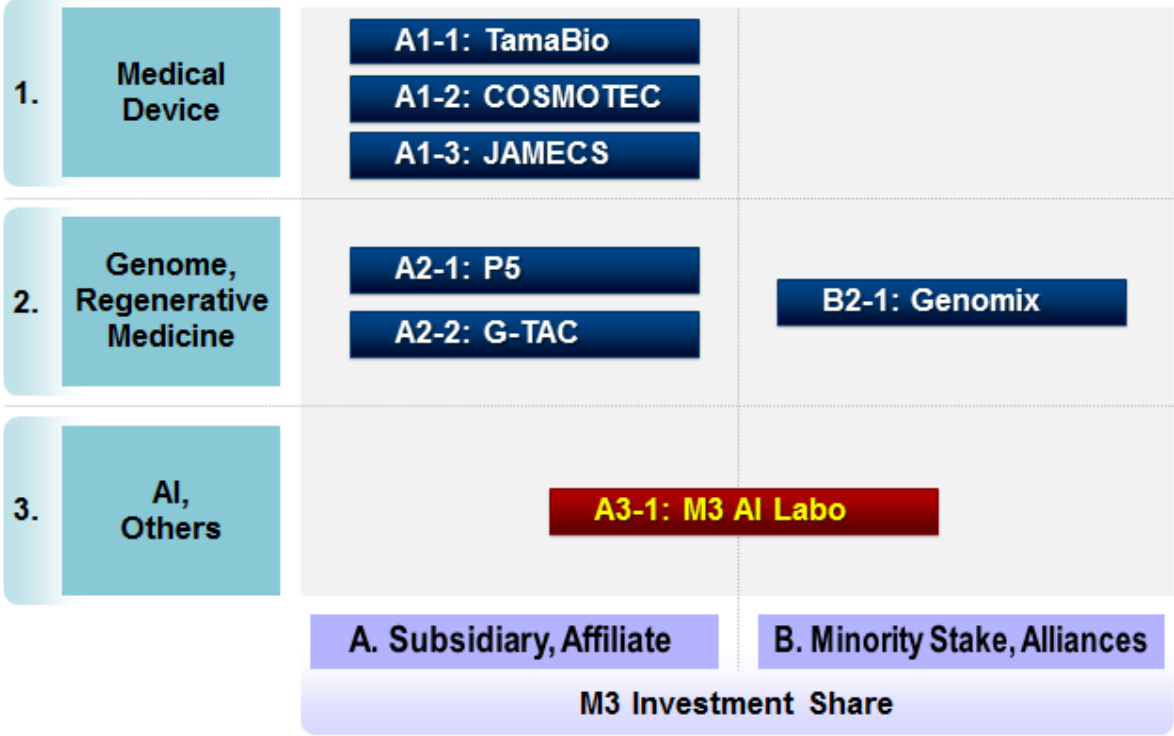 1.
Medical
Device
A1-1: TamaBio
A1-2: COSMOTEC
A1-3: JAMECS
2.
Genome,
Regenerative
Medicine
A2-1: P5
A2-2: G-TAC
B2-1: Genomix
3.
AI,
Others
A3-1: M3 AI Labo
A. Subsidiary, Affiliate
B. Minority Stake, Alliances
M3 Investment Share